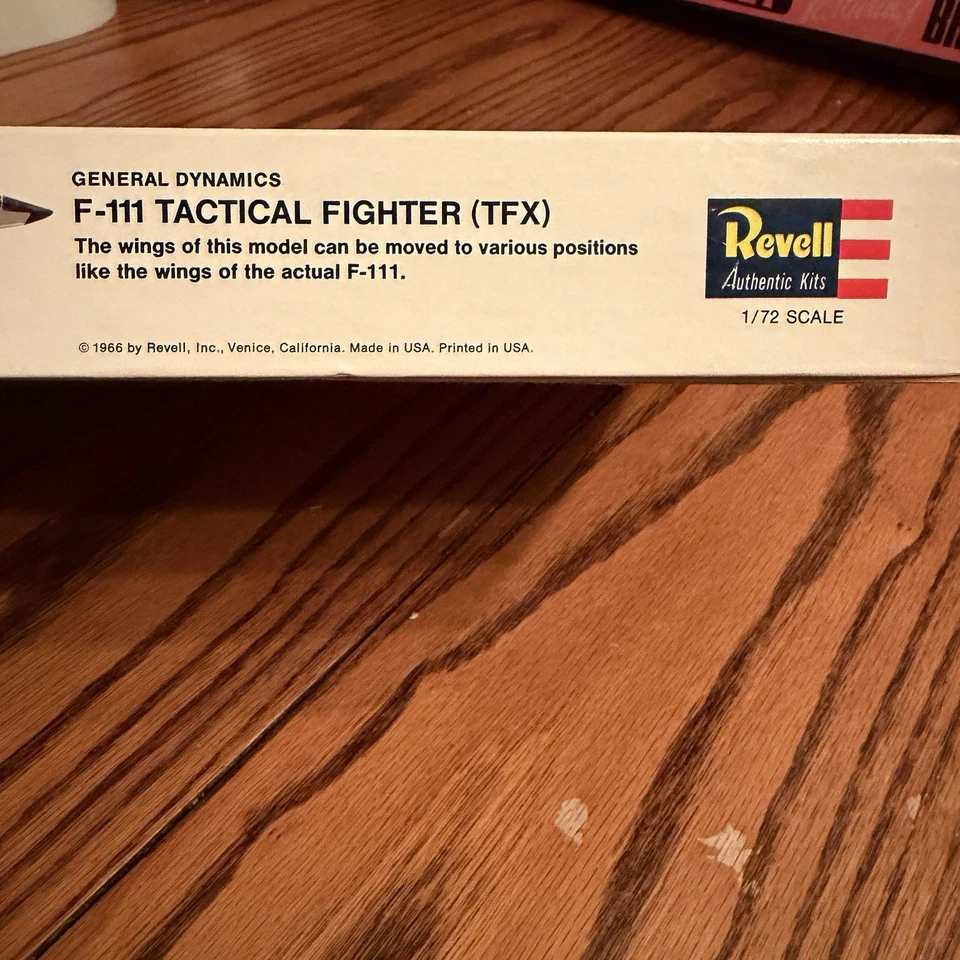 GENERAL DYNAMICS
F-111 TACTICAL FIGHTER (TFX)
The wings of this model can be moved to various positions
like the wings of the actual F-111.
© 1966 by Revell, Inc., Venice, California. Made in USA. Printed in USA.
Revell
Authentic Kits
1/72 SCALE